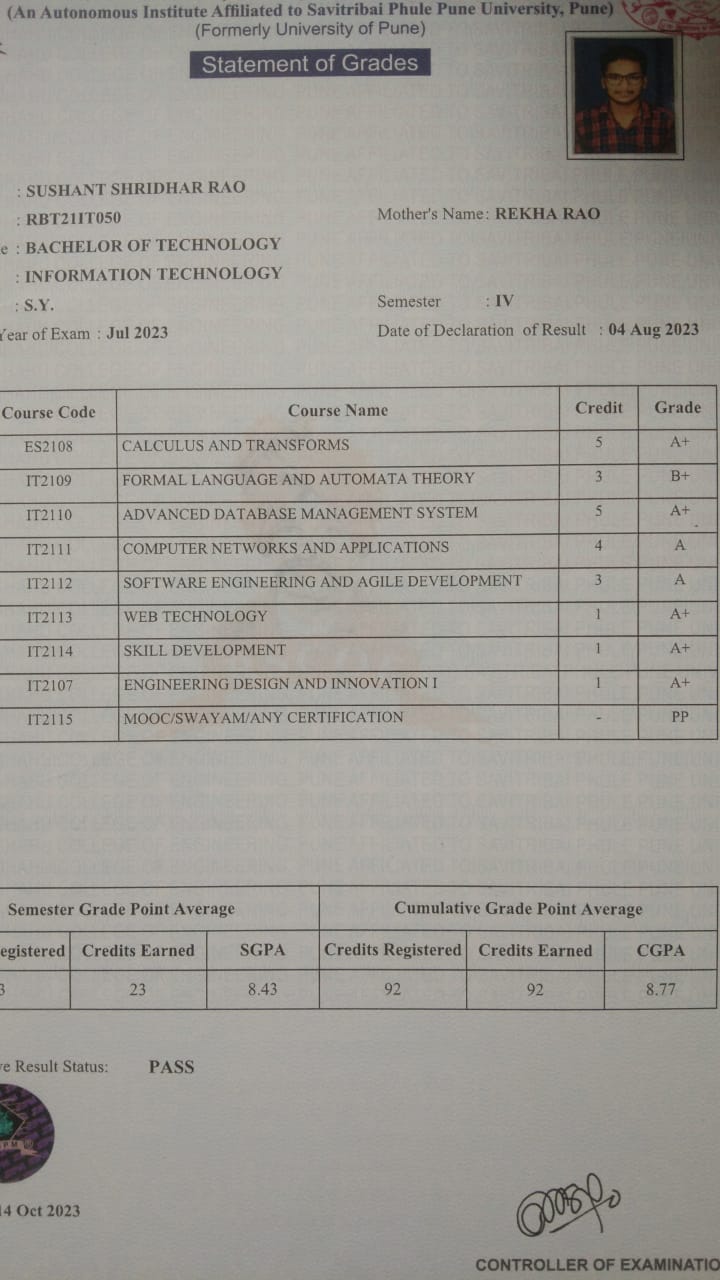 (An Autonomous Institute Affiliated to Savitribai Phule Pune University, Pune)
(Formerly University of Pune)
Statement of Grades
: SUSHANT SHRIDHAR RAO
: RBT21IT050
Mother's Name : REKHA RAO
e : BACHELOR OF TECHNOLOGY
: INFORMATION TECHNOLOGY
: S.Y.
Semester : IV
Year of Exam : Jul 2023
Date of Declaration of Result : 04 Aug 2023
Course Code Course Name Credit Grade
ES2108 CALCULUS AND TRANSFORMS 5 A+
IT2109 FORMAL LANGUAGE AND AUTOMATA THEORY 3 B+
IT2110 ADVANCED DATABASE MANAGEMENT SYSTEM 5 A+
IT2111 COMPUTER NETWORKS AND APPLICATIONS 4 A
IT2112 SOFTWARE ENGINEERING AND AGILE DEVELOPMENT 3 A
IT2113 WEB TECHNOLOGY 1 A+
IT2114 SKILL DEVELOPMENT 1 A+
IT2107 ENGINEERING DESIGN AND INNOVATION I 1 A+
IT2115 MOOC/SWAYAM/ANY CERTIFICATION - PP
Semester Grade Point Average Cumulative Grade Point Average
egistered Credits Earned SGPA Credits Registered Credits Earned CGPA
3 23 8.43 92 92 8.77
ve Result Status: PASS
14 Oct 2023
CONTROLLER OF EXAMINATIO